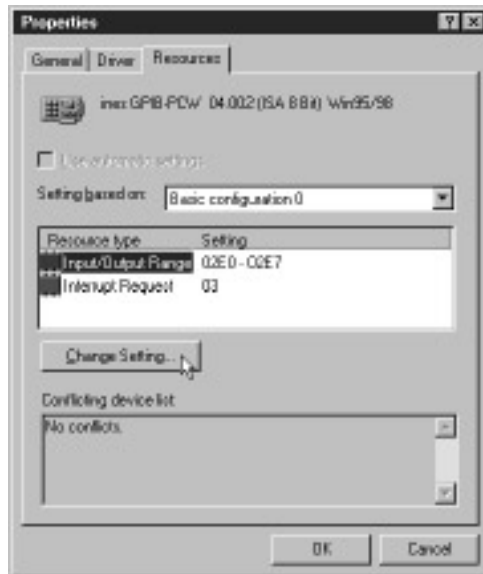 Properties
General Driver Resources
ines GPIB-PCW 04.002 (ISA 8 Bit) Win95/98
Use automatic settings
Setting based on: Basic configuration 0
Resource type Setting
Input/Output Range 02E0 - 02E7
Interrupt Request 03
Change Setting...
Conflicting device list:
No conflicts.
OK Cancel